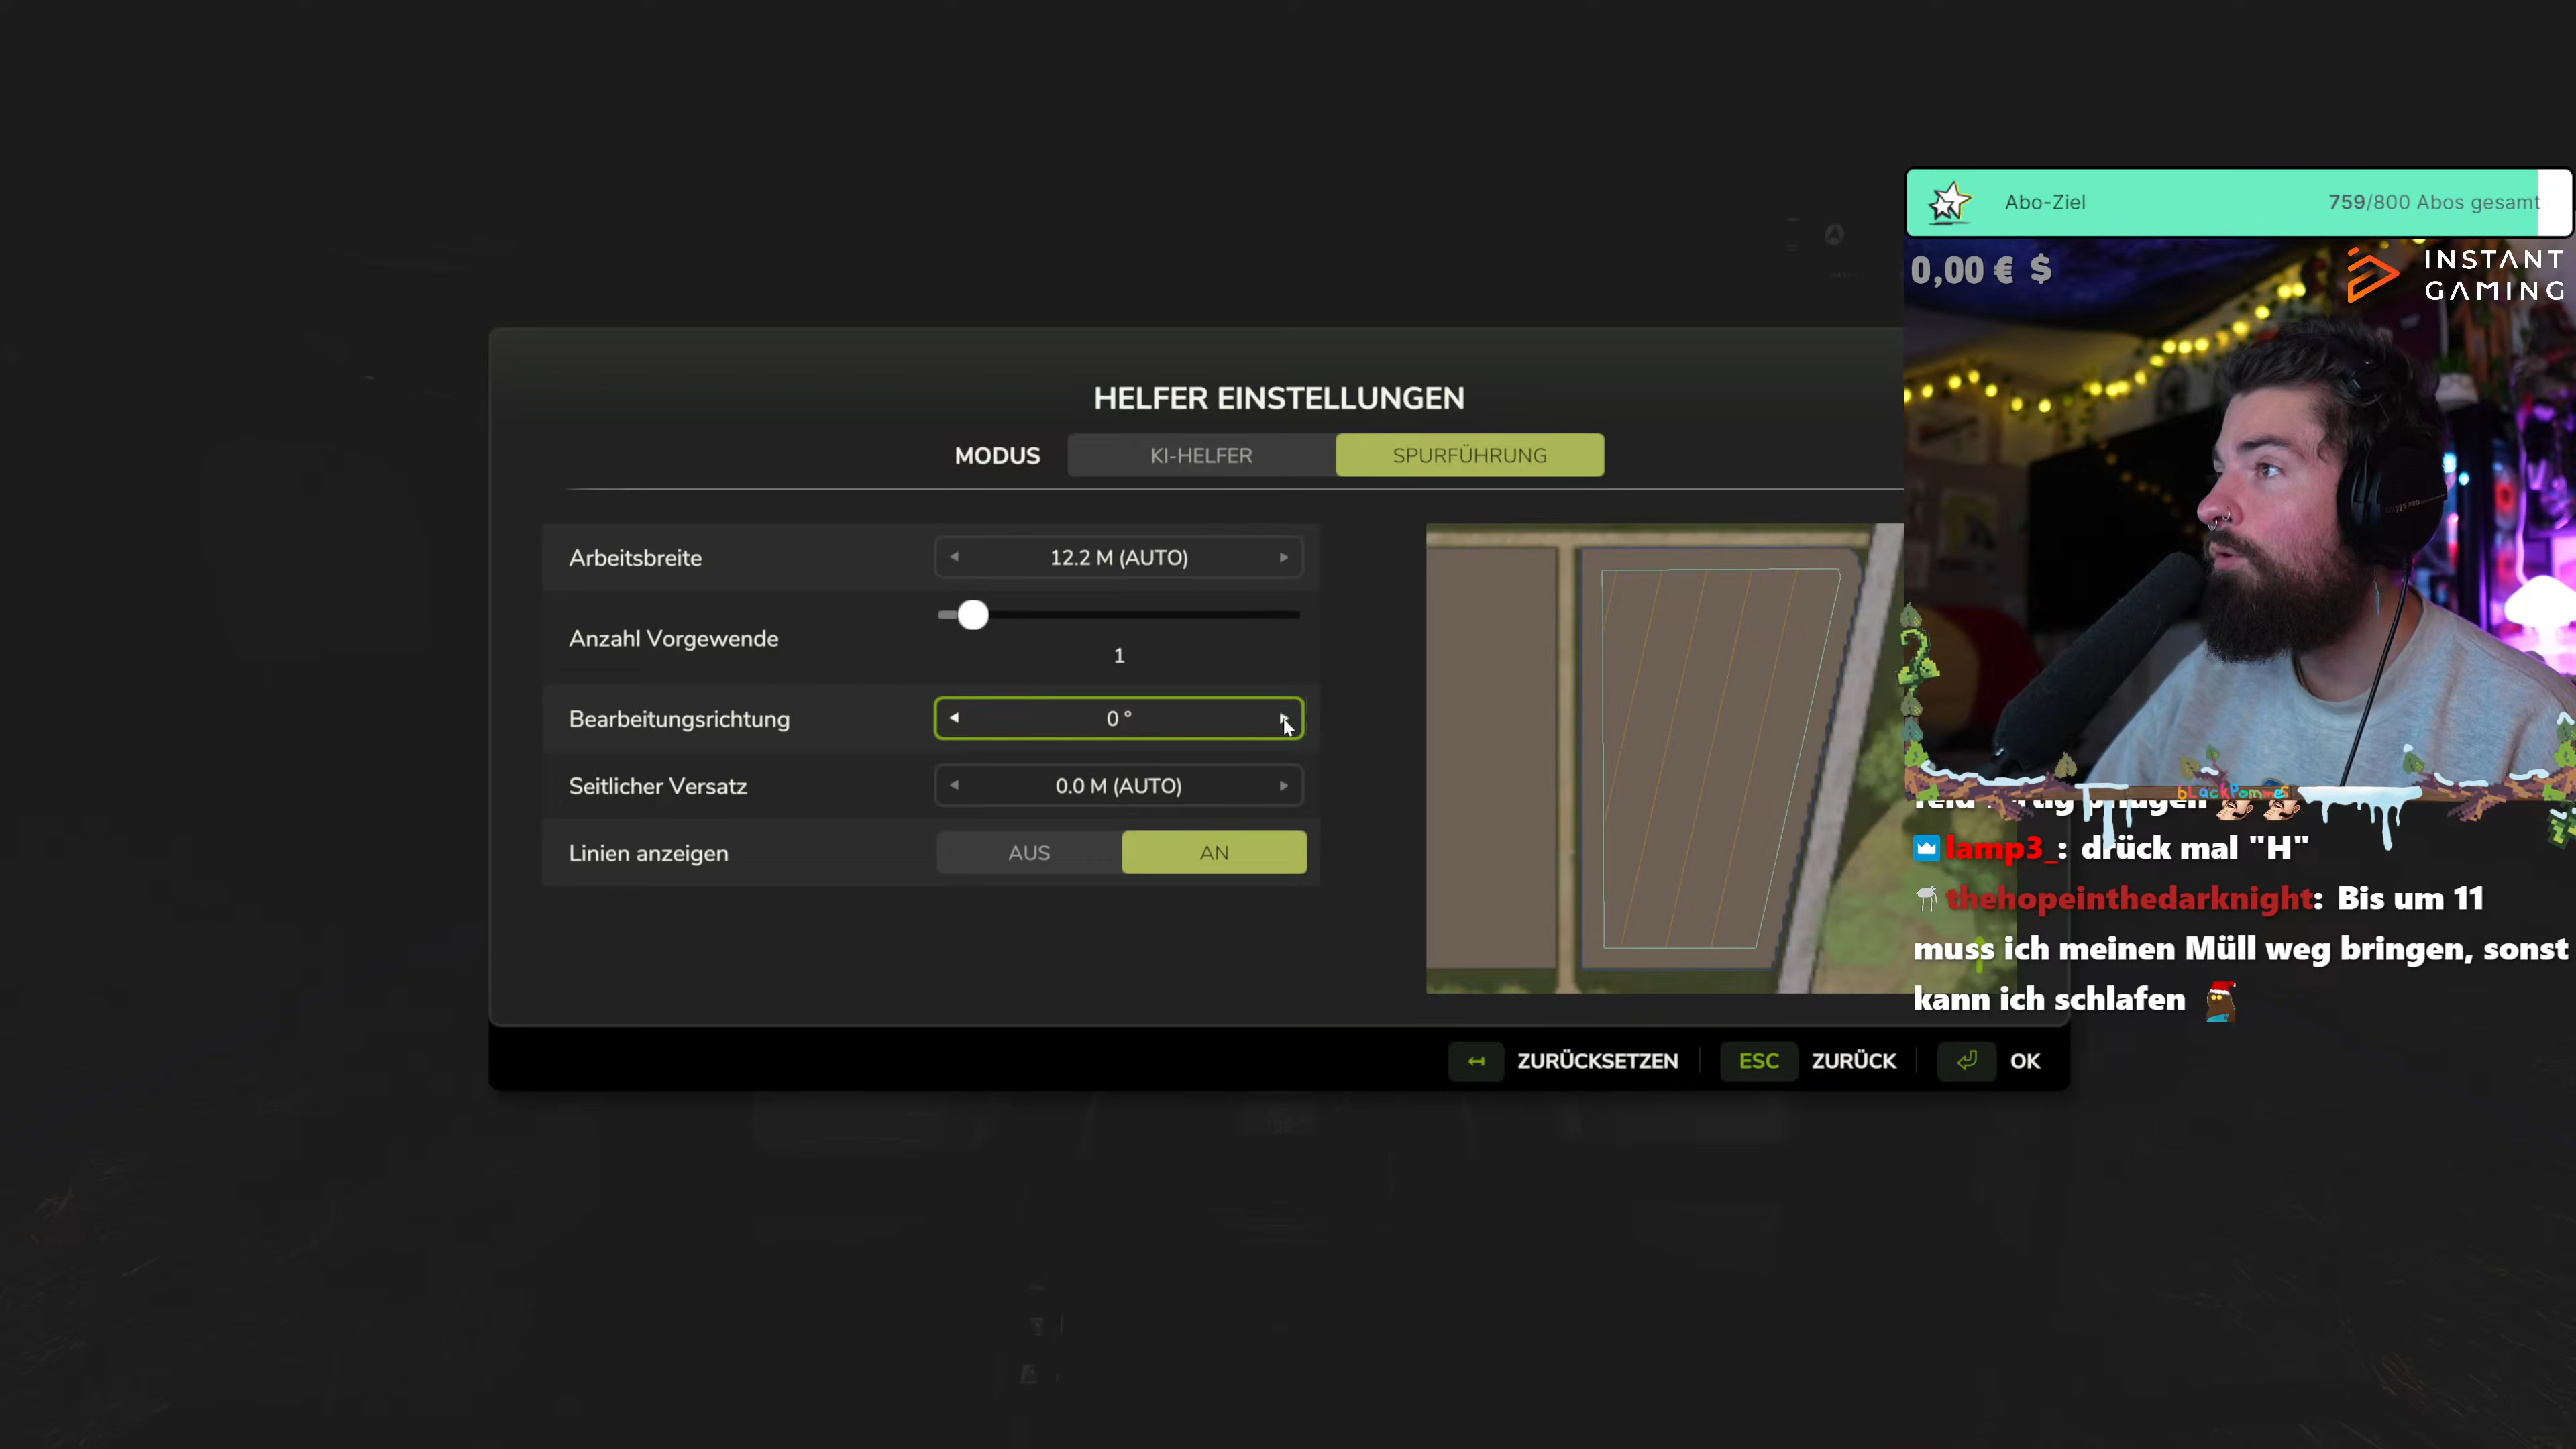 Abo-Ziel
759/800 Abos gesamt
0,00 € $
INSTANT
GAMING
HELFER EINSTELLUNGEN
MODUS
KI-HELFER
SPURFÜHRUNG
Arbeitsbreite
12.2 M (AUTO)
Anzahl Vorgewende
1
Bearbeitungsrichtung
0 °
Seitlicher Versatz
0.0 M (AUTO)
Linien anzeigen
AUS
AN
blackPommes
lamp3_: drück mal "H"
thehopeinthedarknight: Bis um 11
muss ich meinen Müll weg bringen, sonst
kann ich schlafen
ZURÜCKSETZEN
ESC
ZURÜCK
OK